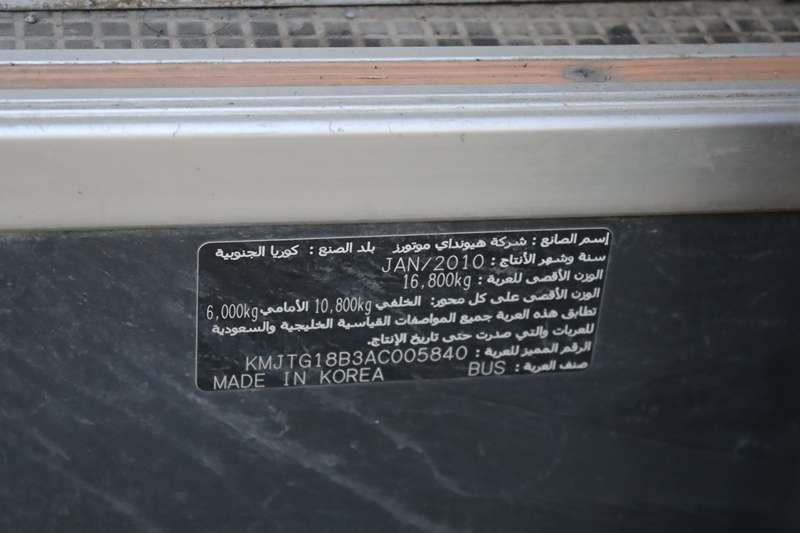 إسم الصانع : شركة هيونداي موتورز بلد الصنع : كوريا الجنوبية
سنة وشهر الأنتاج : JAN/2010
الوزن الأقصى للعربة : 16,800kg
الوزن الأقصى على كل محور: الخلفي 10,800kg الأمامي 6,000kg
تطابق هذه العربة جميع المواصفات القياسية الخليجية والسعودية
للعربات والتي صدرت حتى تاريخ الإنتاج.
الرقم المميز للعربة : KMJTG18B3AC005840
صنف العربة : BUS MADE IN KOREA